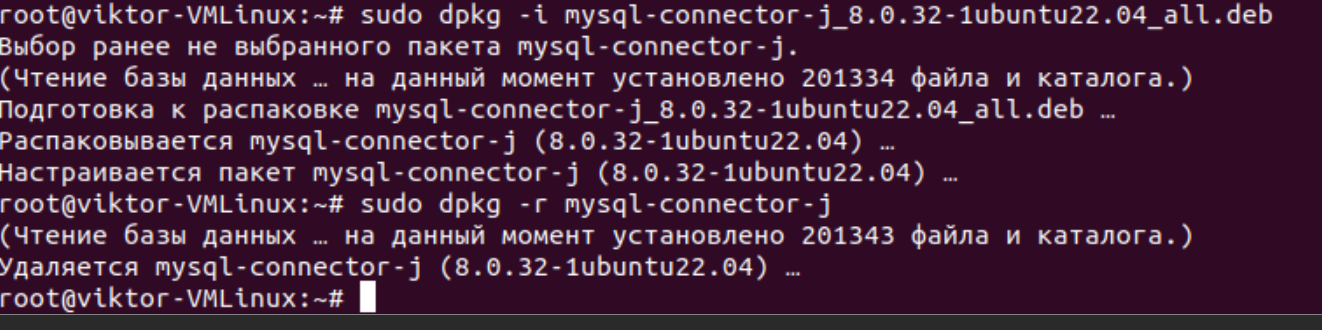 root@viktor-VMLinux:~# sudo dpkg -i mysql-connector-j_8.0.32-1ubuntu22.04_all.deb
Выбор ранее не выбранного пакета mysql-connector-j.
(Чтение базы данных … на данный момент установлено 201334 файла и каталога.)
Подготовка к распаковке mysql-connector-j_8.0.32-1ubuntu22.04_all.deb …
Распаковывается mysql-connector-j (8.0.32-1ubuntu22.04) …
Настраивается пакет mysql-connector-j (8.0.32-1ubuntu22.04) …
root@viktor-VMLinux:~# sudo dpkg -r mysql-connector-j
(Чтение базы данных … на данный момент установлено 201343 файла и каталога.)
Удаляется mysql-connector-j (8.0.32-1ubuntu22.04) …
root@viktor-VMLinux:~#